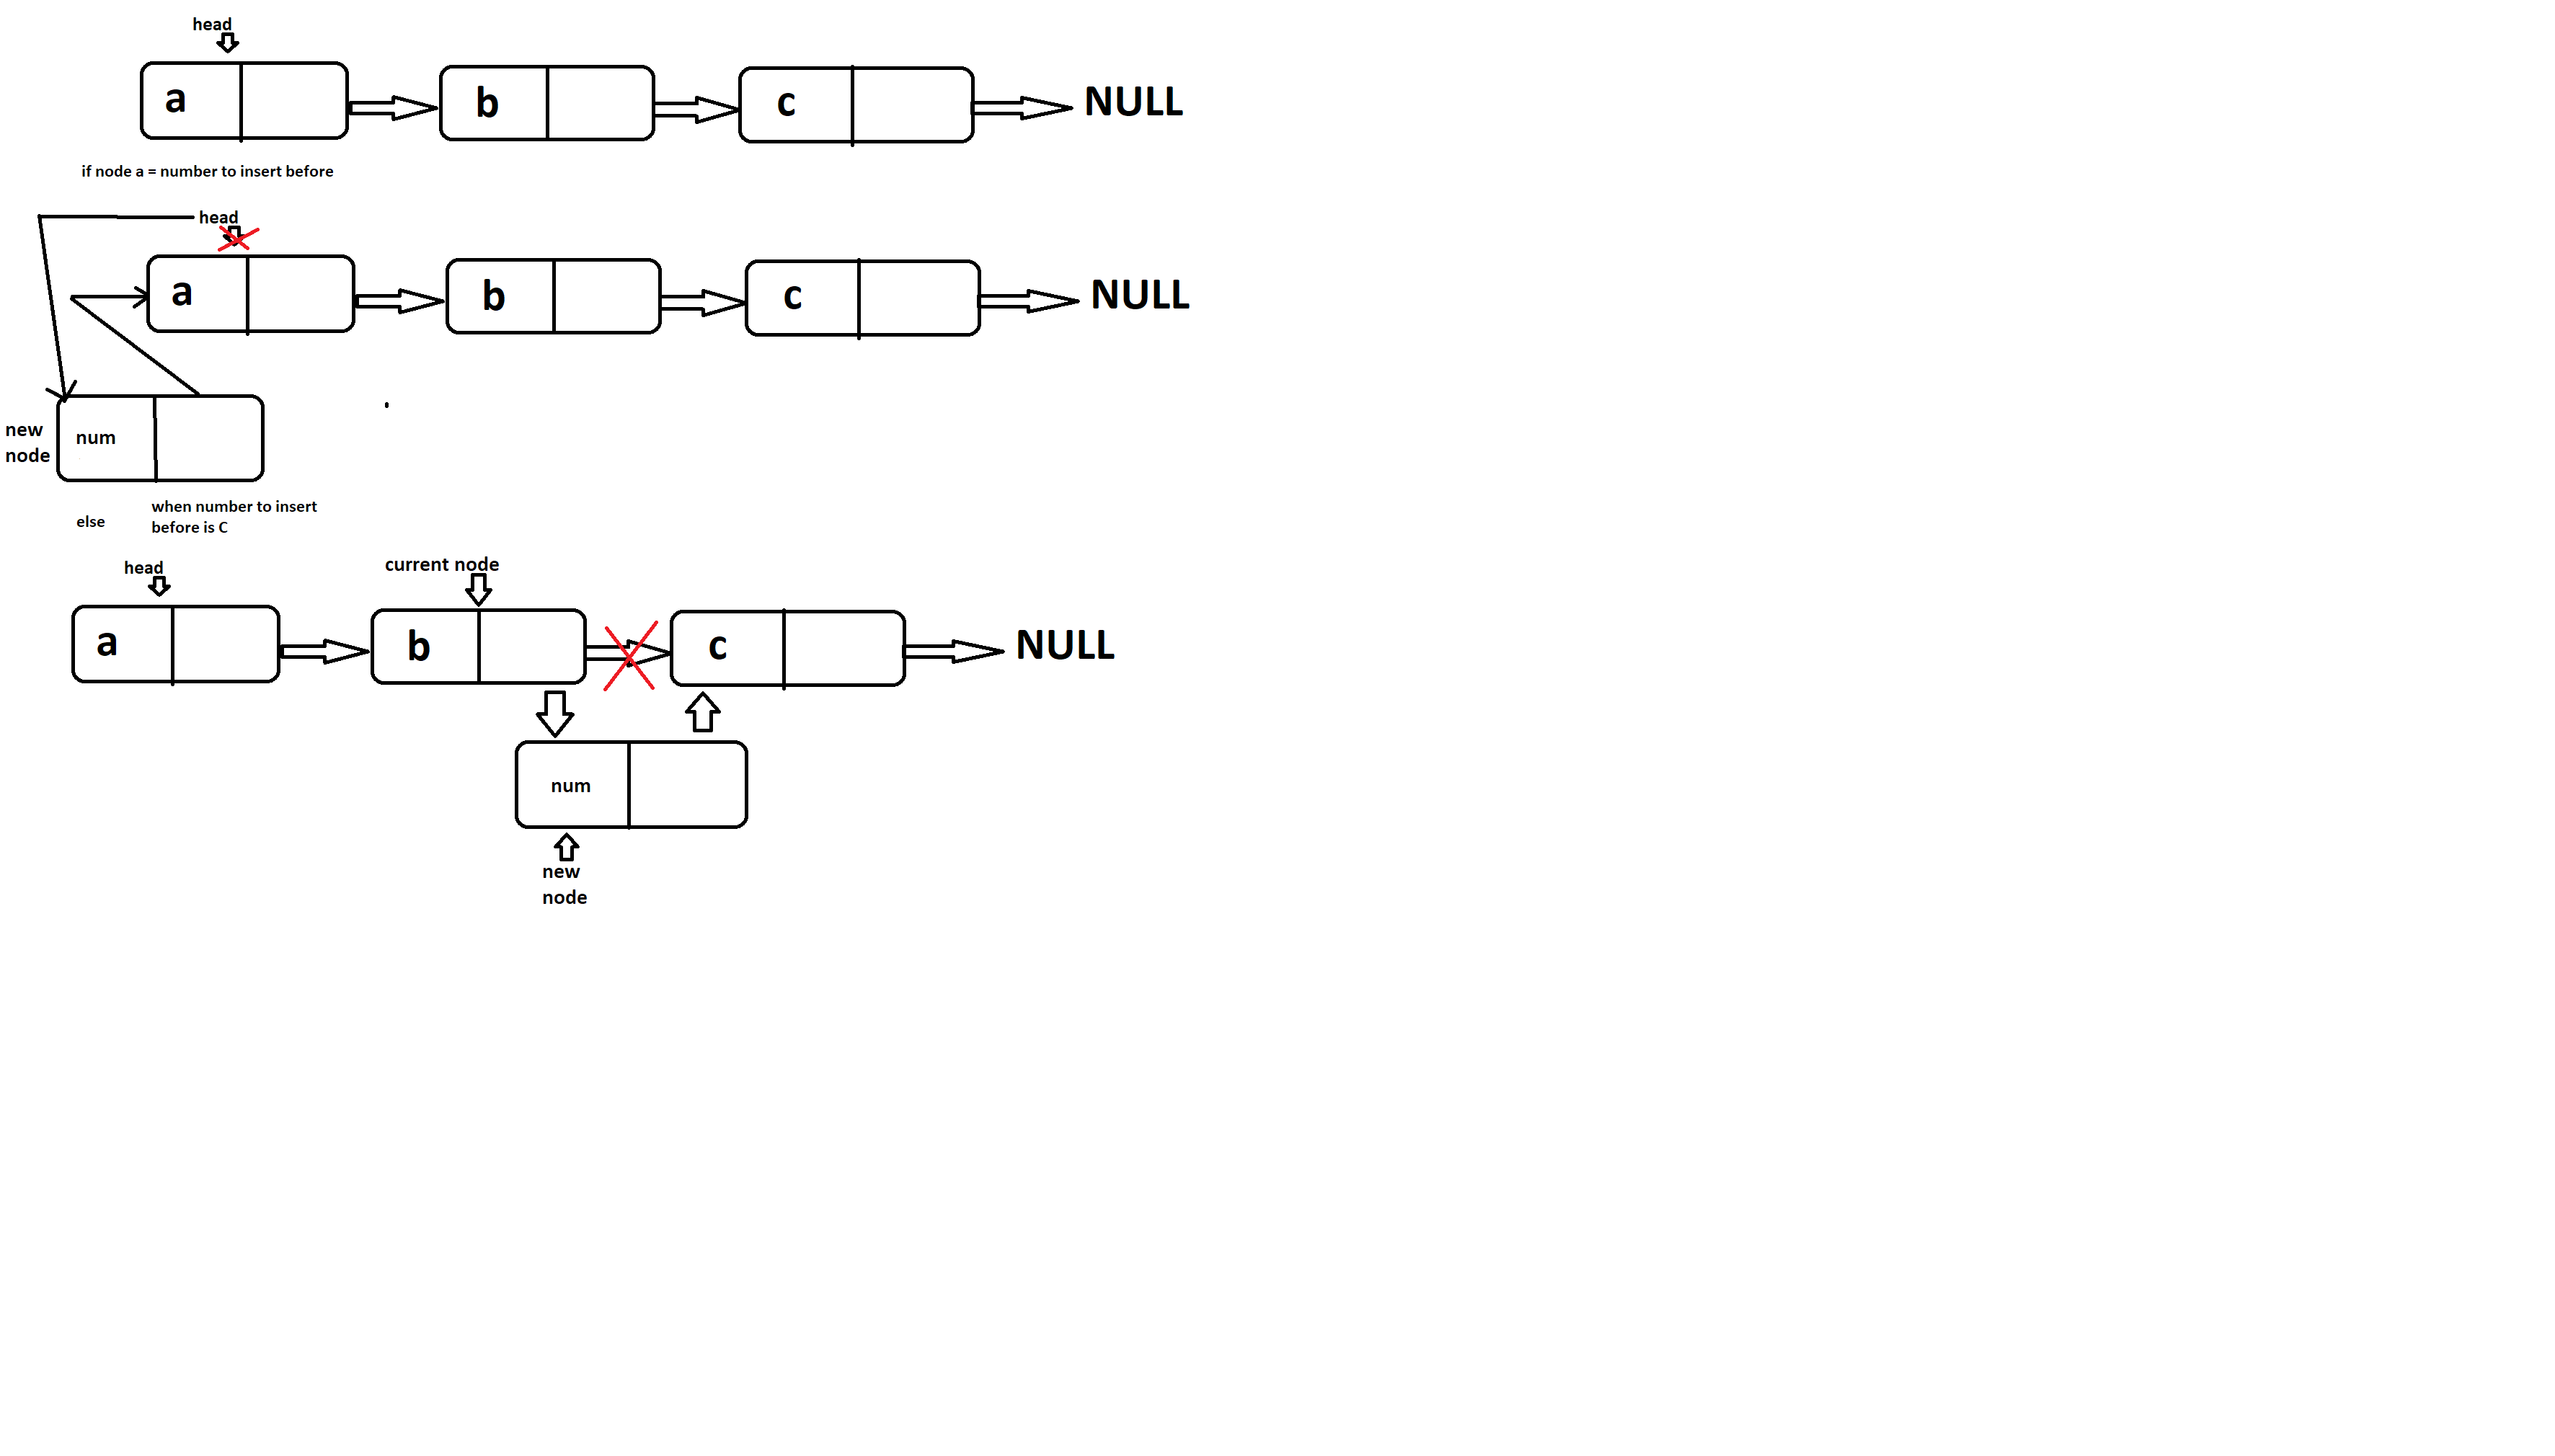 head
a
b
c
NULL
if node a = number to insert before
head
a
b
c
NULL
new
node
num
else
when number to insert
before is C
head
current node
a
b
c
NULL
num
new
node